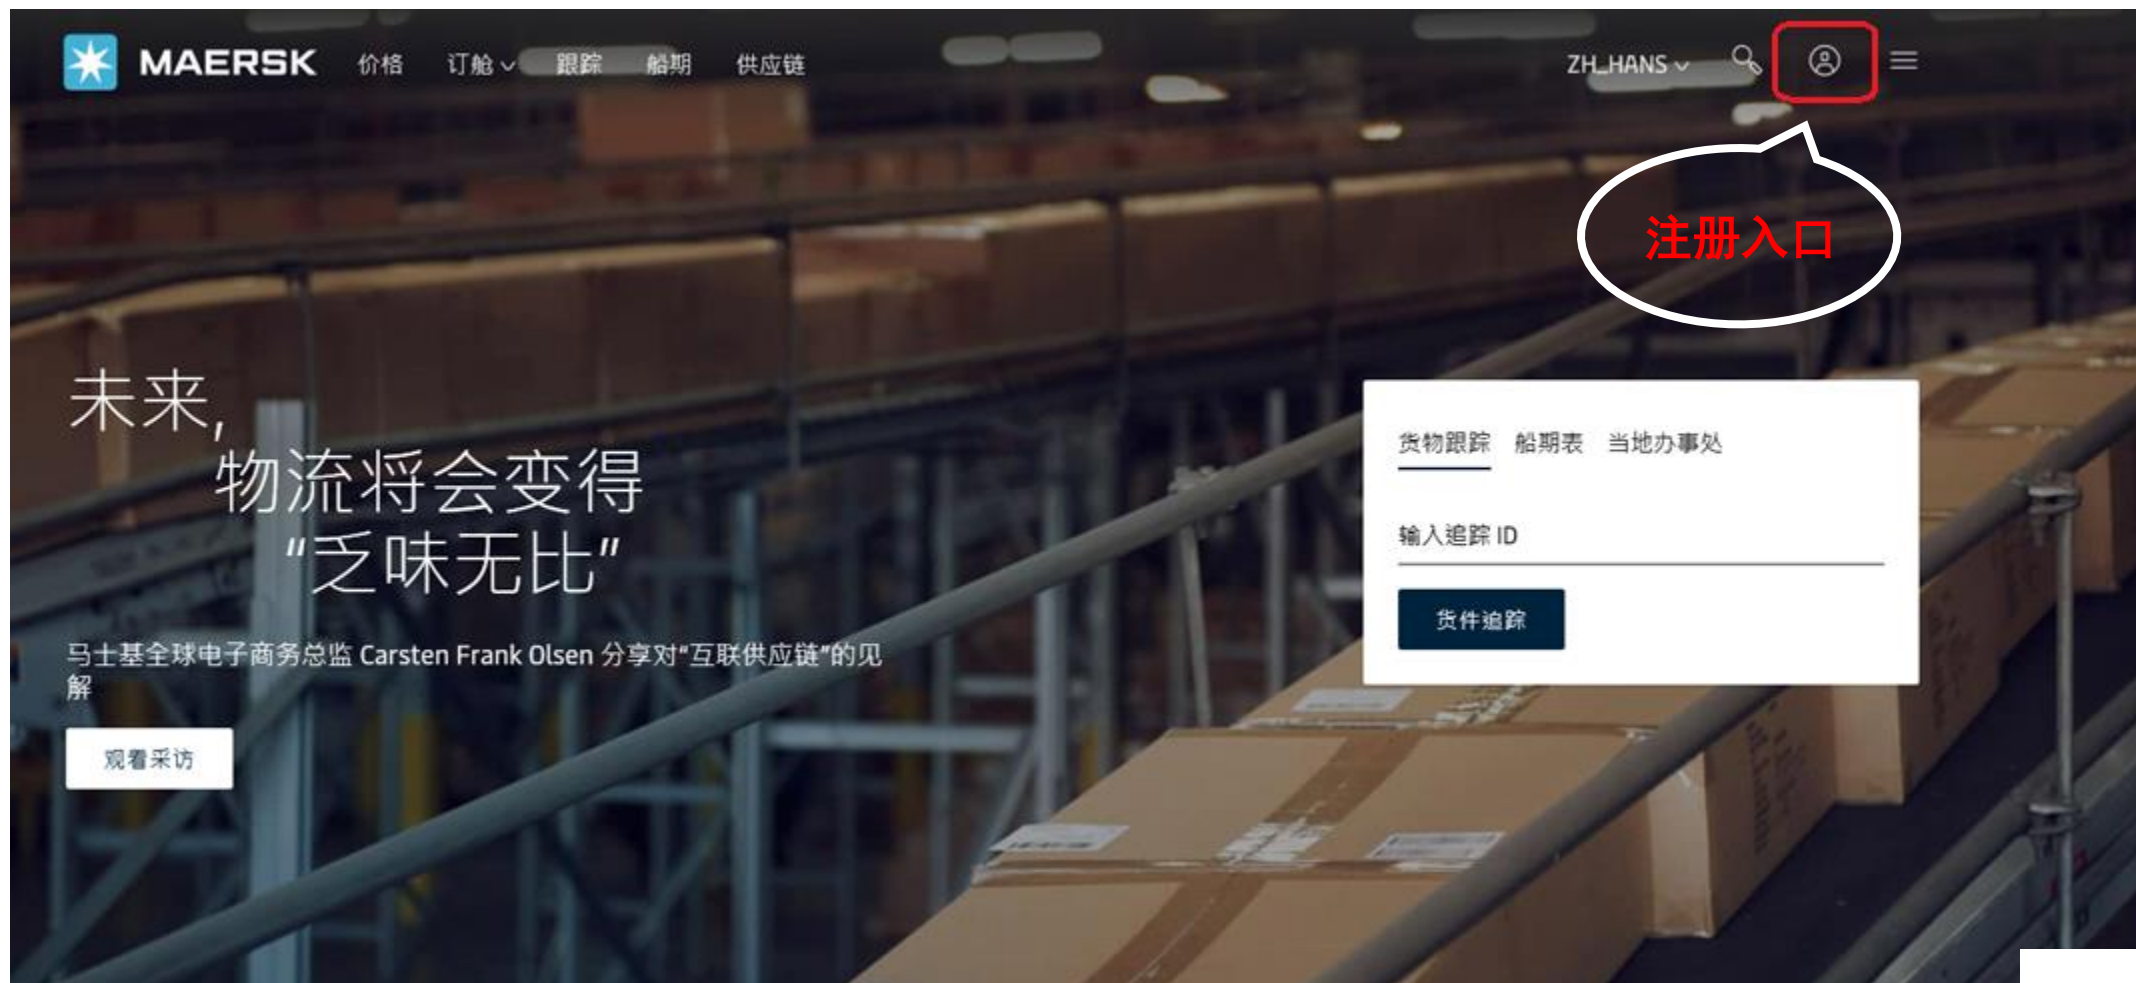 MAERSK 价格 订舱 跟踪 船期 供应链 ZH_HANS
注册入口
未来,
物流将会变得
“乏味无比”
马士基全球电子商务总监 Carsten Frank Olsen 分享对“互联供应链”的见
解
观看采访
货物跟踪 船期表 当地办事处
输入追踪 ID
货件追踪